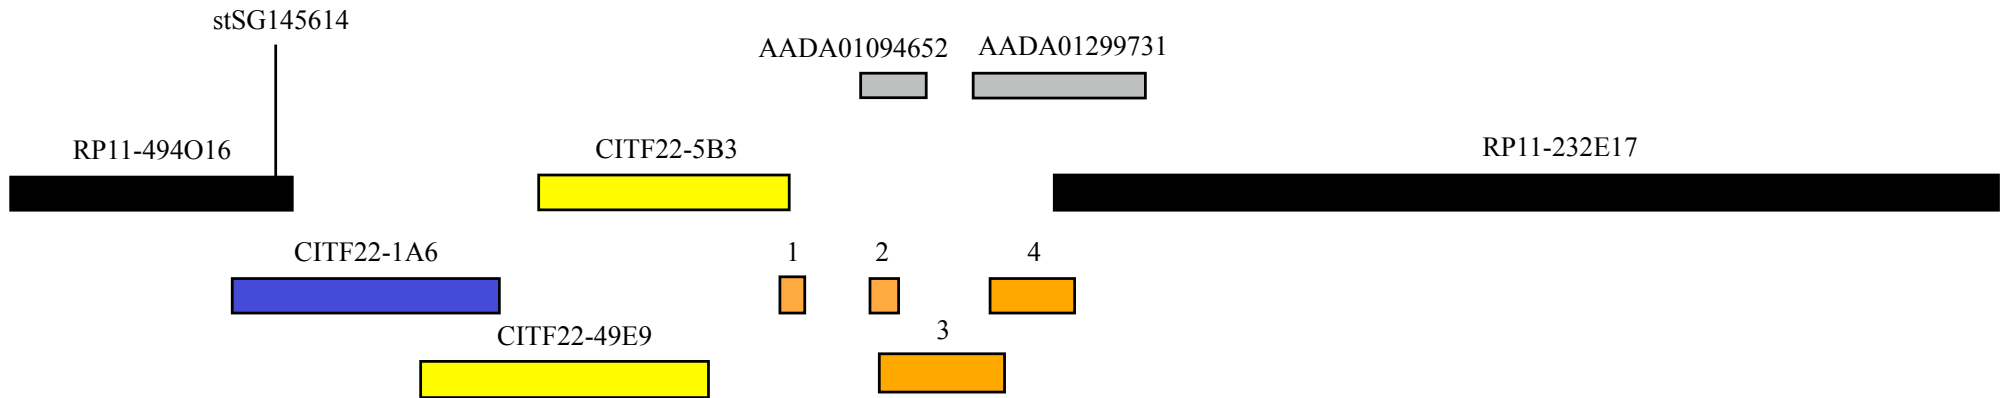 stSG145614
AADA01094652
AADA01299731
RP11-494O16
CITF22-5B3
RP11-232E17
CITF22-1A6
1
2
4
CITF22-49E9
3